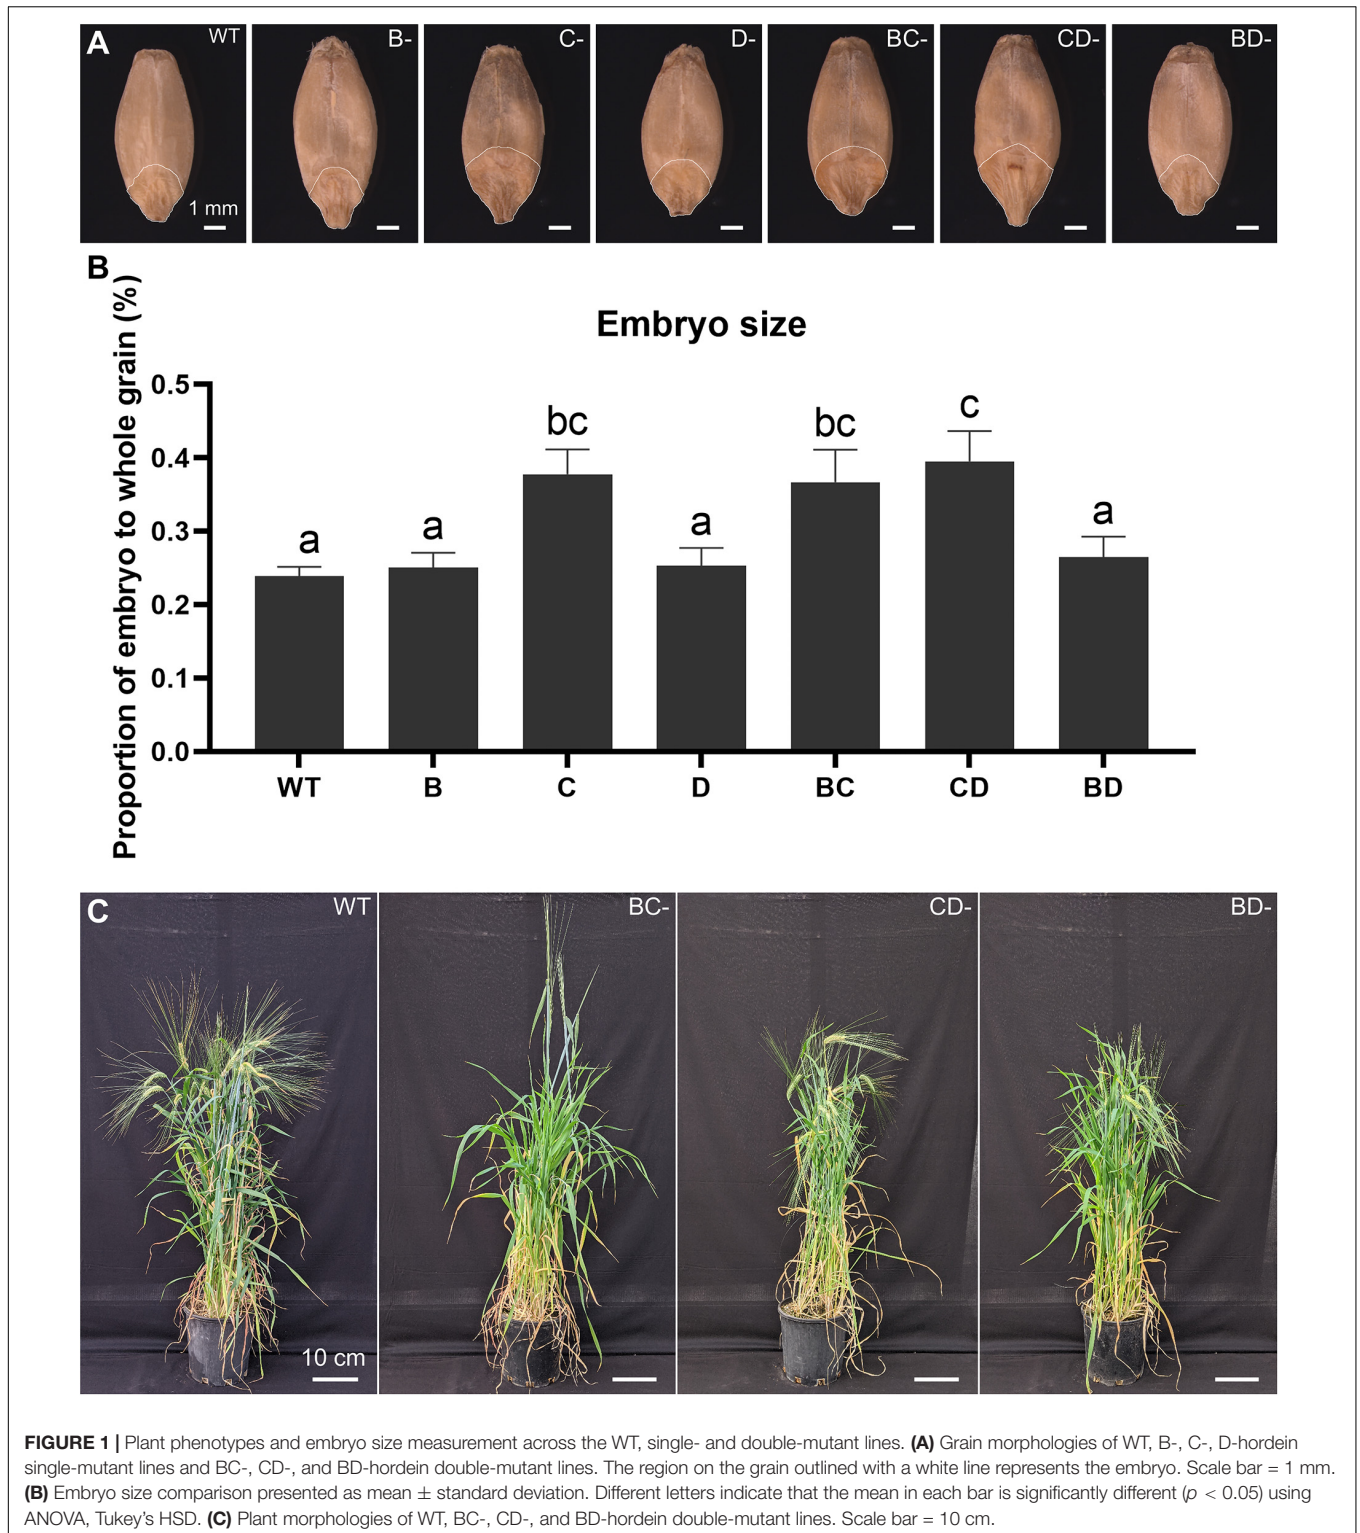 A
WT
B-
C-
D-
BC-
CD-
BD-
1 mm
B
Embryo size
Proportion of embryo to whole grain (%)
0.5
0.4
0.3
0.2
0.1
0.0
a
a
bc
a
bc
c
a
WT
B
C
D
BC
CD
BD
C
WT
BC-
CD-
BD-
10 cm
FIGURE 1 | Plant phenotypes and embryo size measurement across the WT, single- and double-mutant lines. (A) Grain morphologies of WT, B-, C-, D-hordein
single-mutant lines and BC-, CD-, and BD-hordein double-mutant lines. The region on the grain outlined with a white line represents the embryo. Scale bar = 1 mm.
(B) Embryo size comparison presented as mean ± standard deviation. Different letters indicate that the mean in each bar is significantly different (p < 0.05) using
ANOVA, Tukey's HSD. (C) Plant morphologies of WT, BC-, CD-, and BD-hordein double-mutant lines. Scale bar = 10 cm.